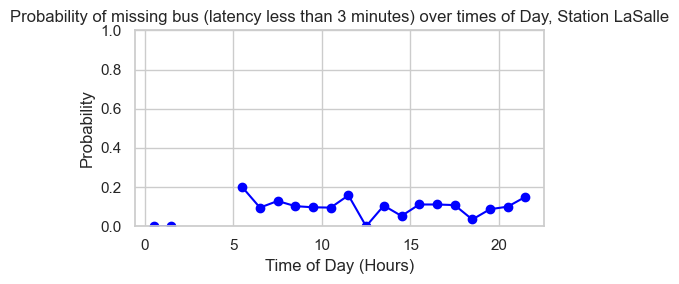 Probability of missing bus (latency less than 3 minutes) over times of Day, Station LaSalle
1.0
0.8
0.6
0.4
0.2
0.0
Probability
0 5 10 15 20
Time of Day (Hours)